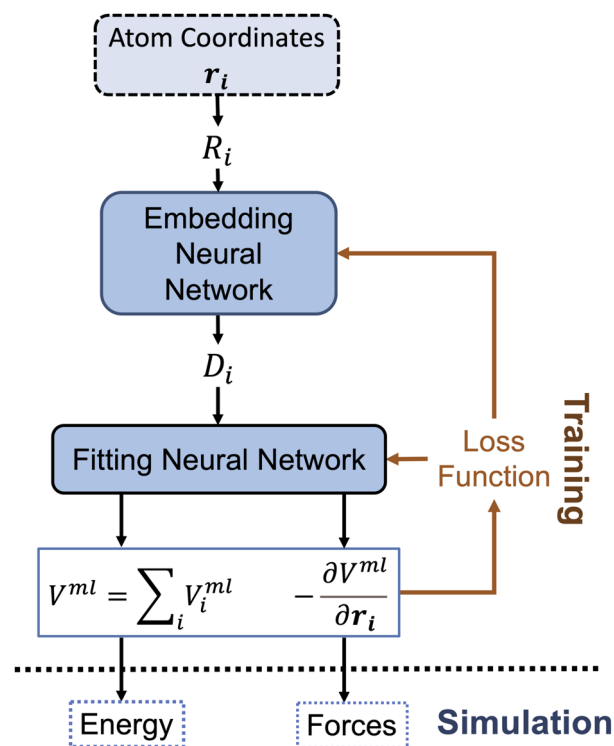 Atom Coordinates
r_i
R_i
Embedding
Neural
Network
D_i
Fitting Neural Network
Loss
Function
Training
V^{ml} = ∑_i V_i^{ml}
−∂V^{ml}/∂r_i
Energy
Forces
Simulation